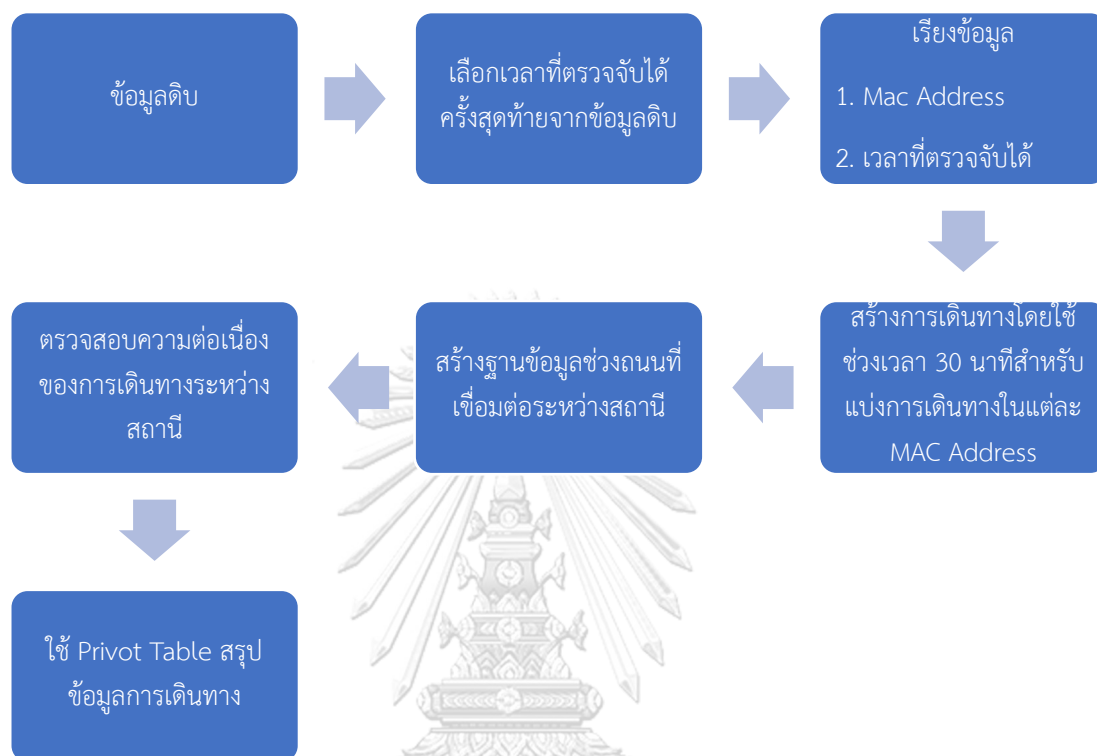 ข้อมูลดิบ
เลือกเวลาที่ตรวจจับได้
ครั้งสุดท้ายจากข้อมูลดิบ
เรียงข้อมูล
1. Mac Address
2. เวลาที่ตรวจจับได้
สร้างการเดินทางโดยใช้
ช่วงเวลา 30 นาทีสำหรับ
แบ่งการเดินทางในแต่ละ
MAC Address
สร้างฐานข้อมูลช่วงถนนที่
เชื่อมต่อระหว่างสถานี
ตรวจสอบความต่อเนื่อง
ของการเดินทางระหว่าง
สถานี
ใช้ Privot Table สรุป
ข้อมูลการเดินทาง